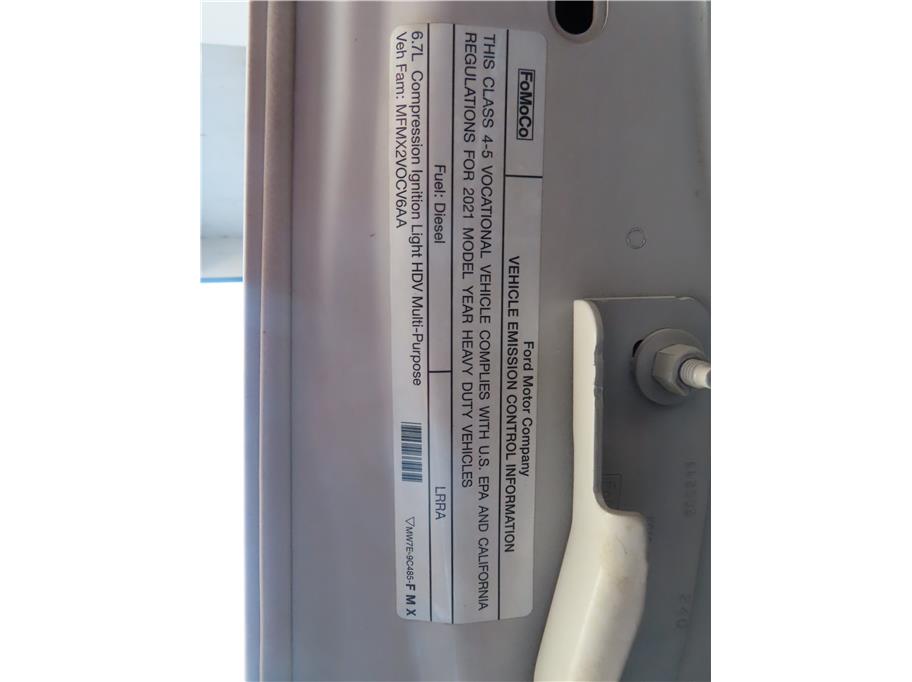 FoMoCo
Ford Motor Company
VEHICLE EMISSION CONTROL INFORMATION
THIS CLASS 4-5 VOCATIONAL VEHICLE COMPLIES WITH U.S. EPA AND CALIFORNIA
REGULATIONS FOR 2021 MODEL YEAR HEAVY DUTY VEHICLES
Fuel: Diesel
LRRA
6.7L Compression Ignition Light HDV Multi-Purpose
Veh Fam: MFMX2VOCV6AA
▽MW7E-9C485-F M X